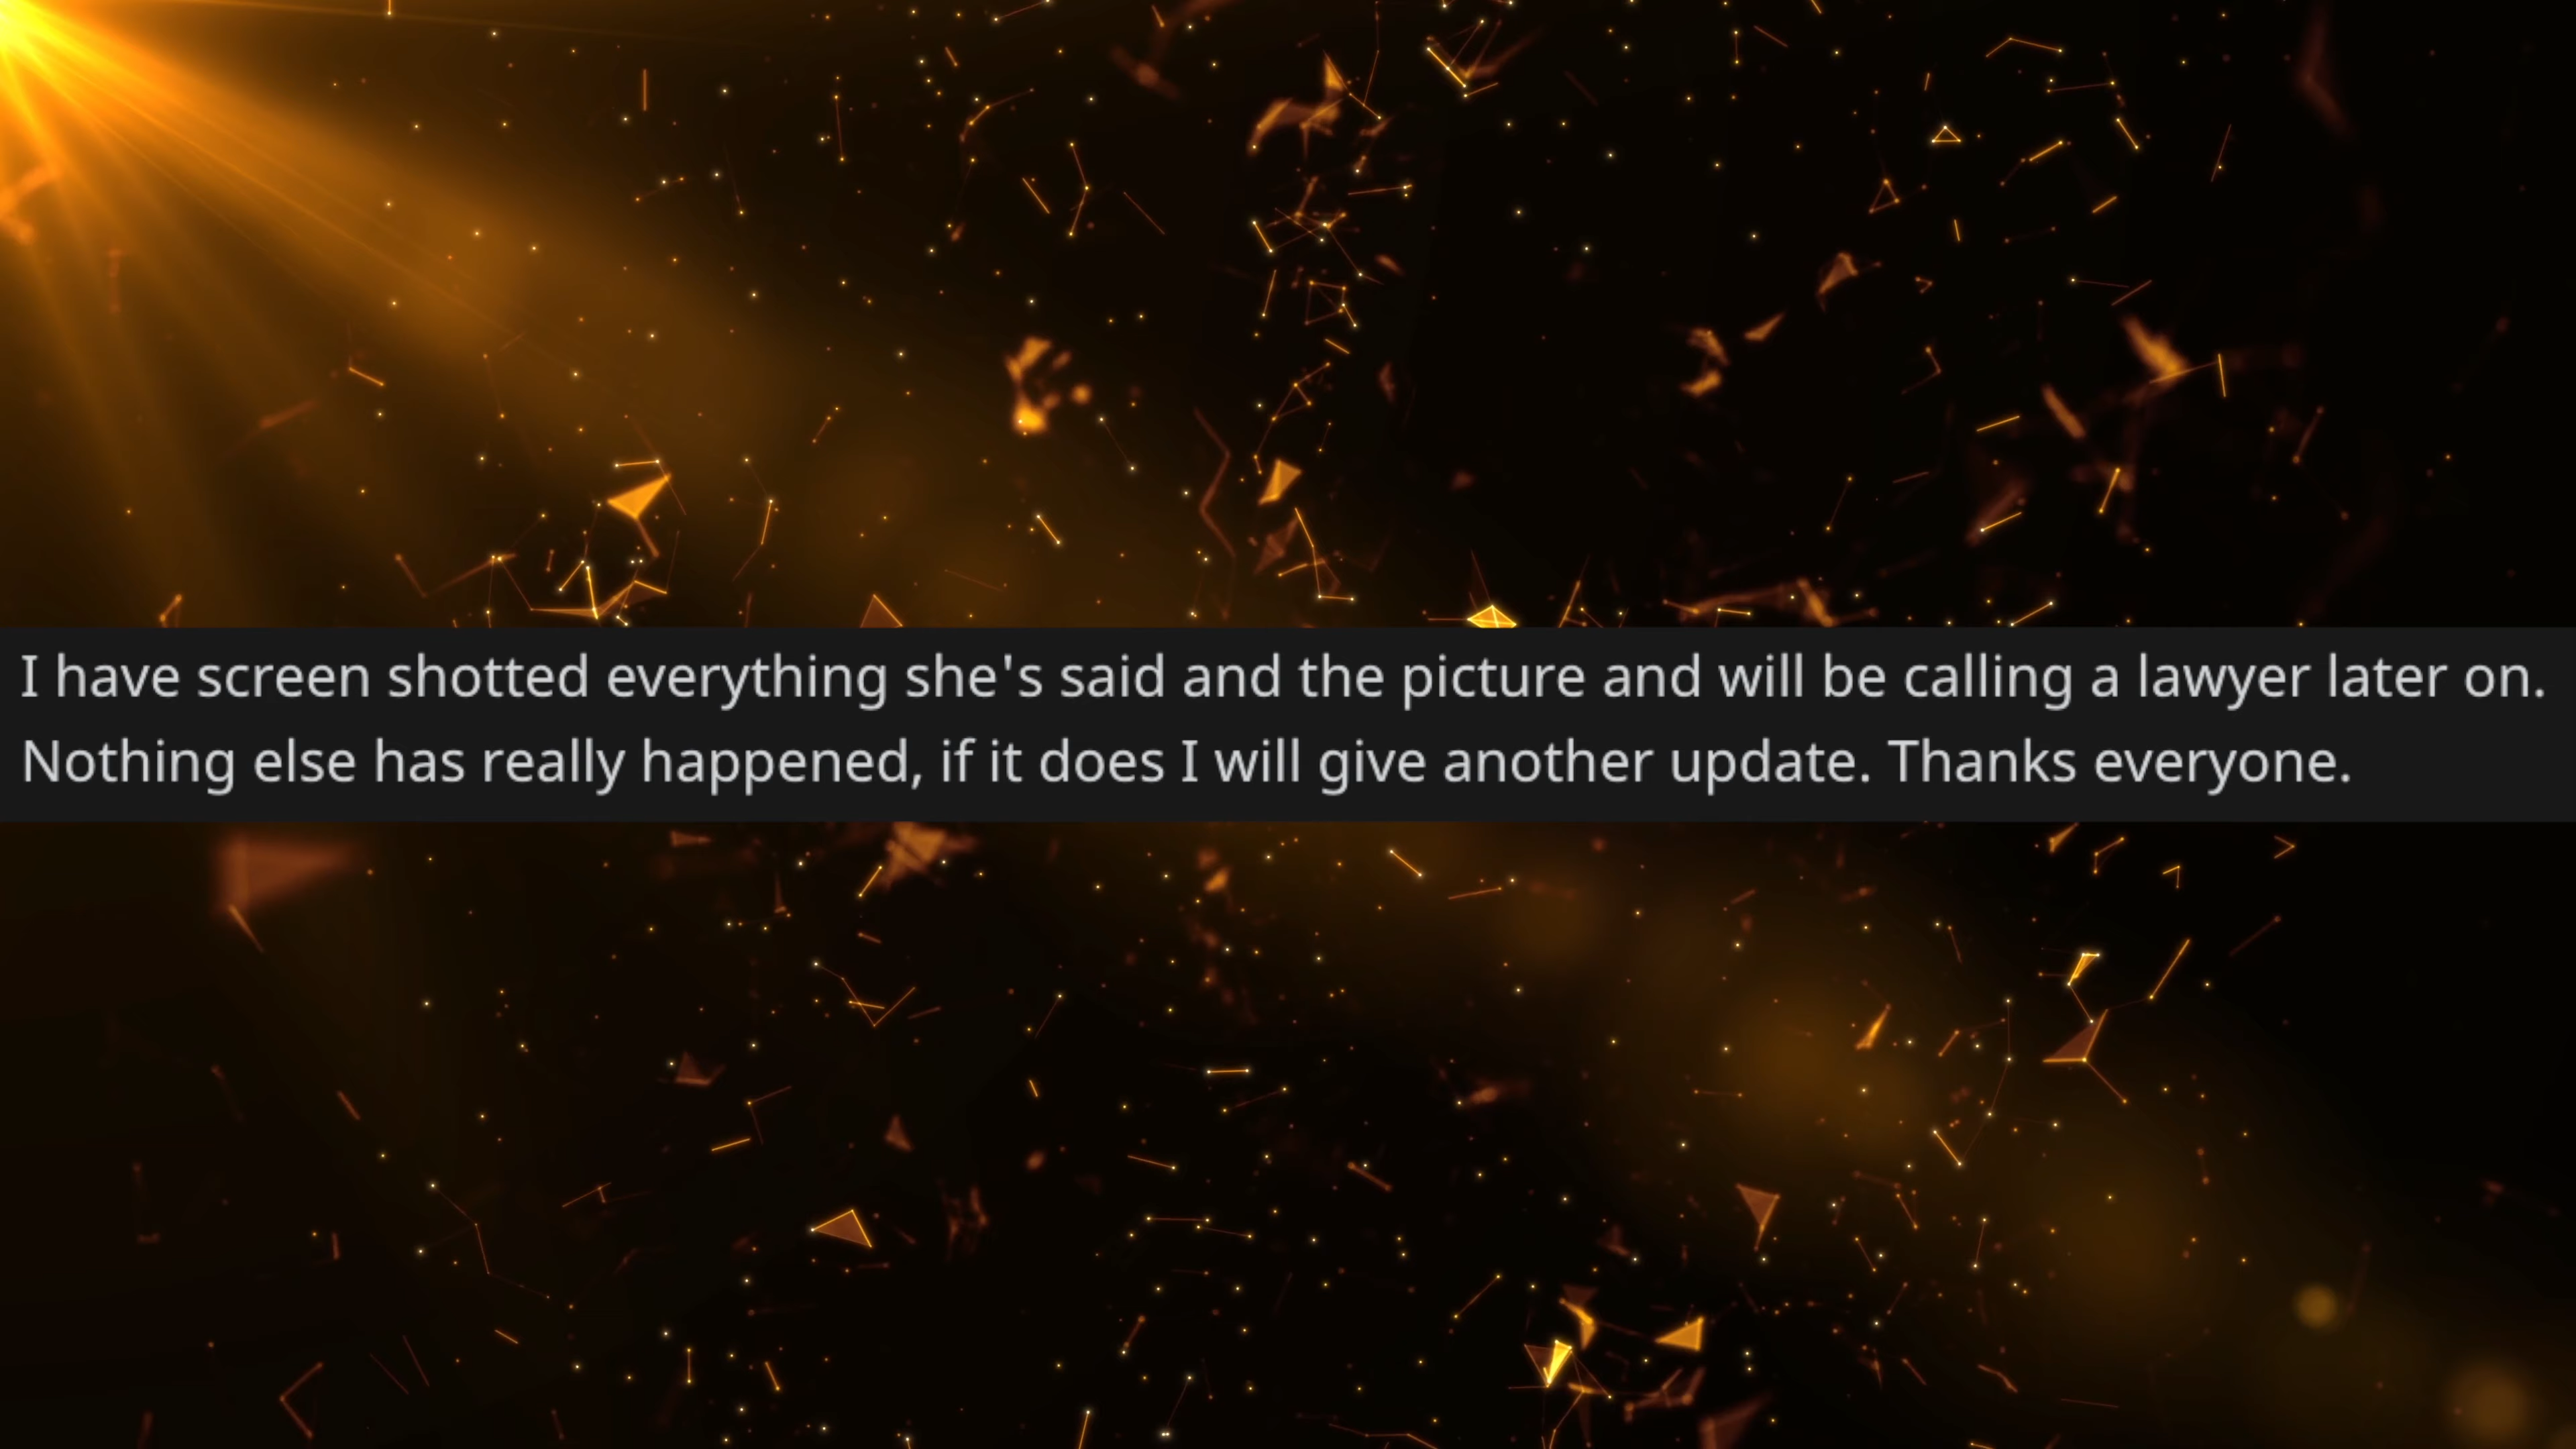 I have screen shotted everything she's said and the picture and will be calling a lawyer later on.
Nothing else has really happened, if it does I will give another update. Thanks everyone.